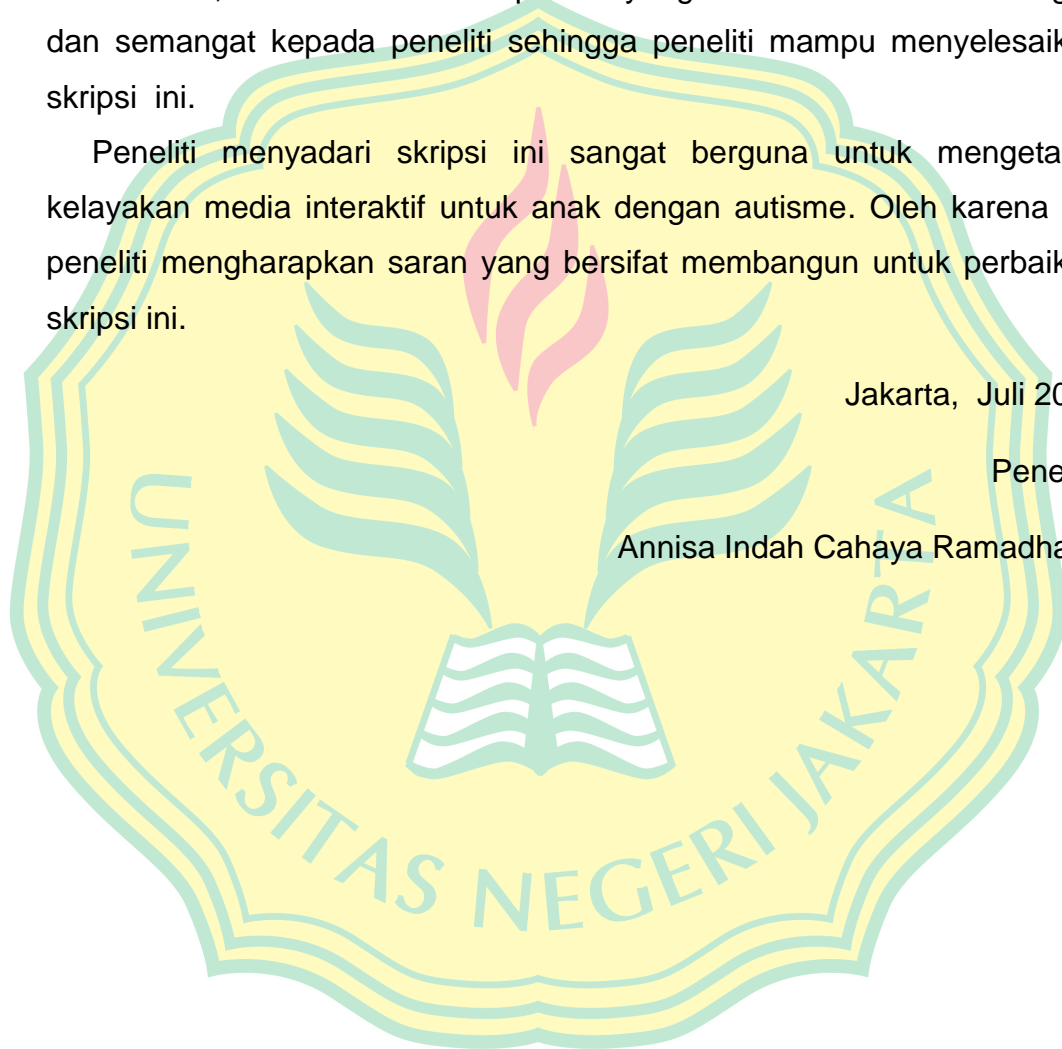 dan semangat kepada peneliti sehingga peneliti mampu menyelesaik
skripsi ini.
Peneliti menyadari skripsi ini sangat berguna untuk mengeta
kelayakan media interaktif untuk anak dengan autisme. Oleh karena
peneliti mengharapkan saran yang bersifat membangun untuk perbaik
skripsi ini.
Jakarta, Juli 20
Pene
Annisa Indah Cahaya Ramadha
UNIVERSITAS NEGERI JAKARTA